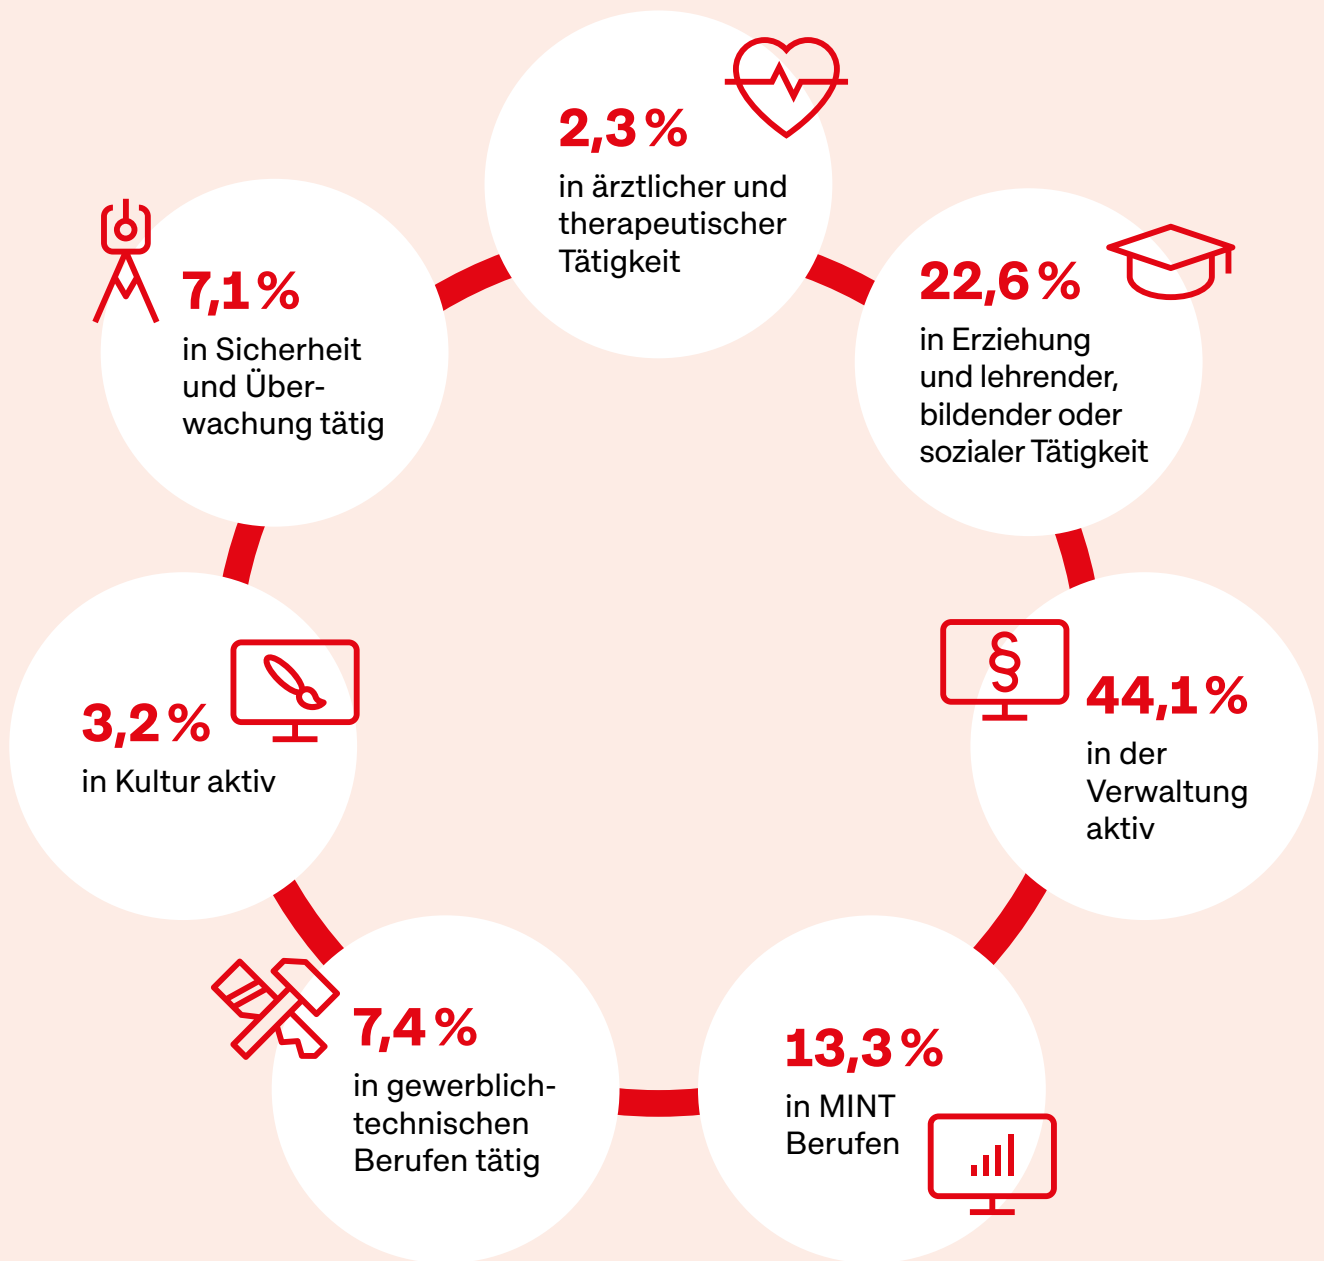 2,3 %
in ärztlicher und
therapeutischer
Tätigkeit
22,6 %
in Erziehung
und lehrender,
bildender oder
sozialer Tätigkeit
§
44,1 %
in der
Verwaltung
aktiv
13,3 %
in MINT
Berufen
7,4 %
in gewerblich-
technischen
Berufen tätig
3,2 %
in Kultur aktiv
7,1 %
in Sicherheit
und Über-
wachung tätig